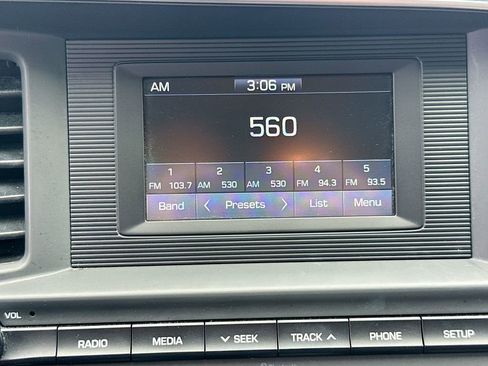 AM 3:06 PM
560
1 2 3 4 5
FM 103.7 AM 530 AM 530 FM 94.3 FM 93.5
Band < Presets > List Menu
VOL
RADIO MEDIA ∨ SEEK TRACK ∧ PHONE SETUP